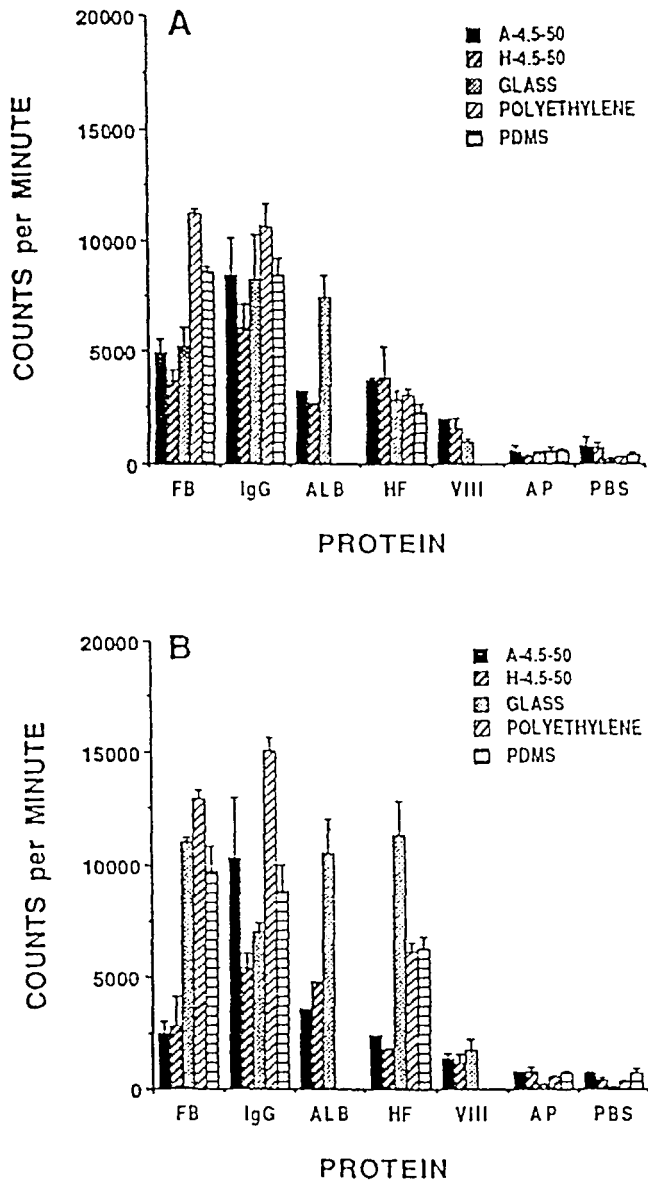 A
20000
15000
10000
5000
0
COUNTS per MINUTE
A-4.5-50
H-4.5-50
GLASS
POLYETHYLENE
PDMS
FB IgG ALB HF VIII AP PBS
PROTEIN
B
20000
15000
10000
5000
0
COUNTS per MINUTE
A-4.5-50
H-4.5-50
GLASS
POLYETHYLENE
PDMS
FB IgG ALB HF VIII AP PBS
PROTEIN